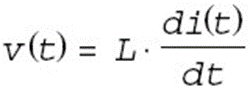 v(t) = L · di(t)/dt